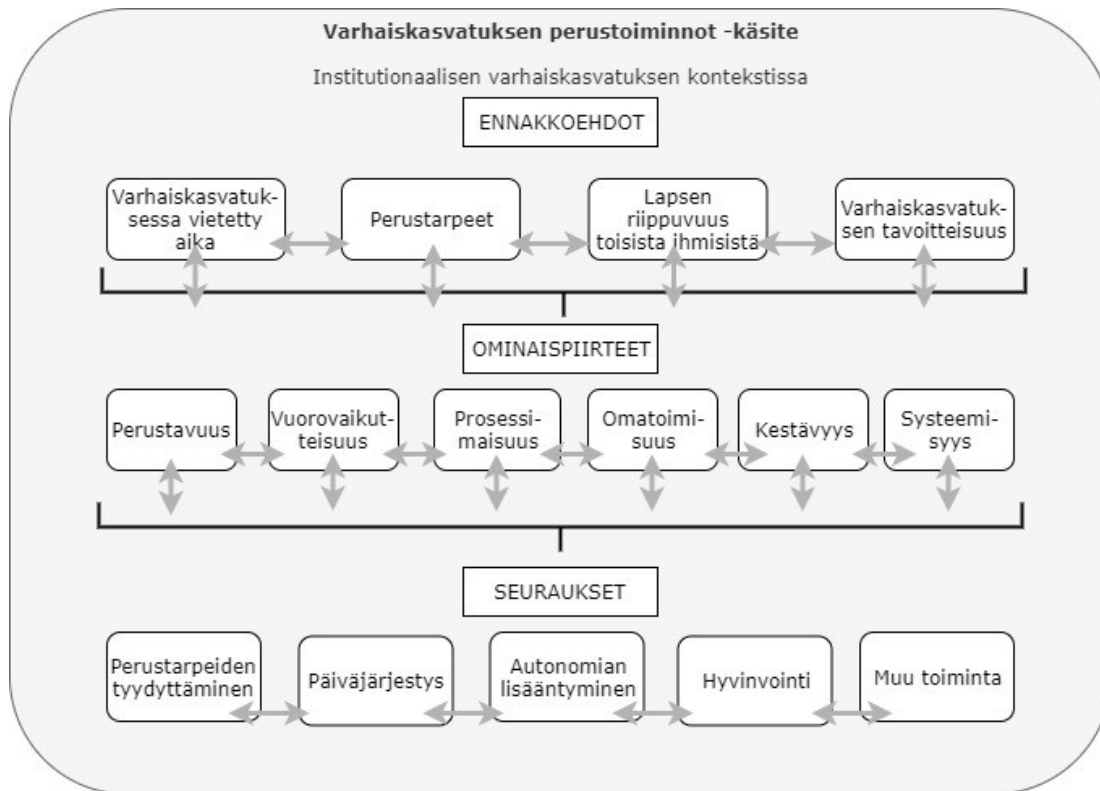 Varhaiskasvatuksen perustoiminnot -käsite
Institutionaalisen varhaiskasvatuksen kontekstissa
ENNAKKOEHDOT
Varhaiskasvatuk-
sessa vietetty
aika
Perustarpeet
Lapsen
riippuvuus
toisista ihmisistä
Varhaiskasvatuk-
sen tavoitteisuus
OMINAISPIIRTEET
Perustavuus
Vuorovaikut-
teisuus
Prosessi-
maisuus
Omatoimi-
suus
Kestävyys
Systeemi-
syys
SEURAUKSET
Perustarpeiden
tyydyttäminen
Päiväjärjestys
Autonomian
lisääntyminen
Hyvinvointi
Muu toiminta